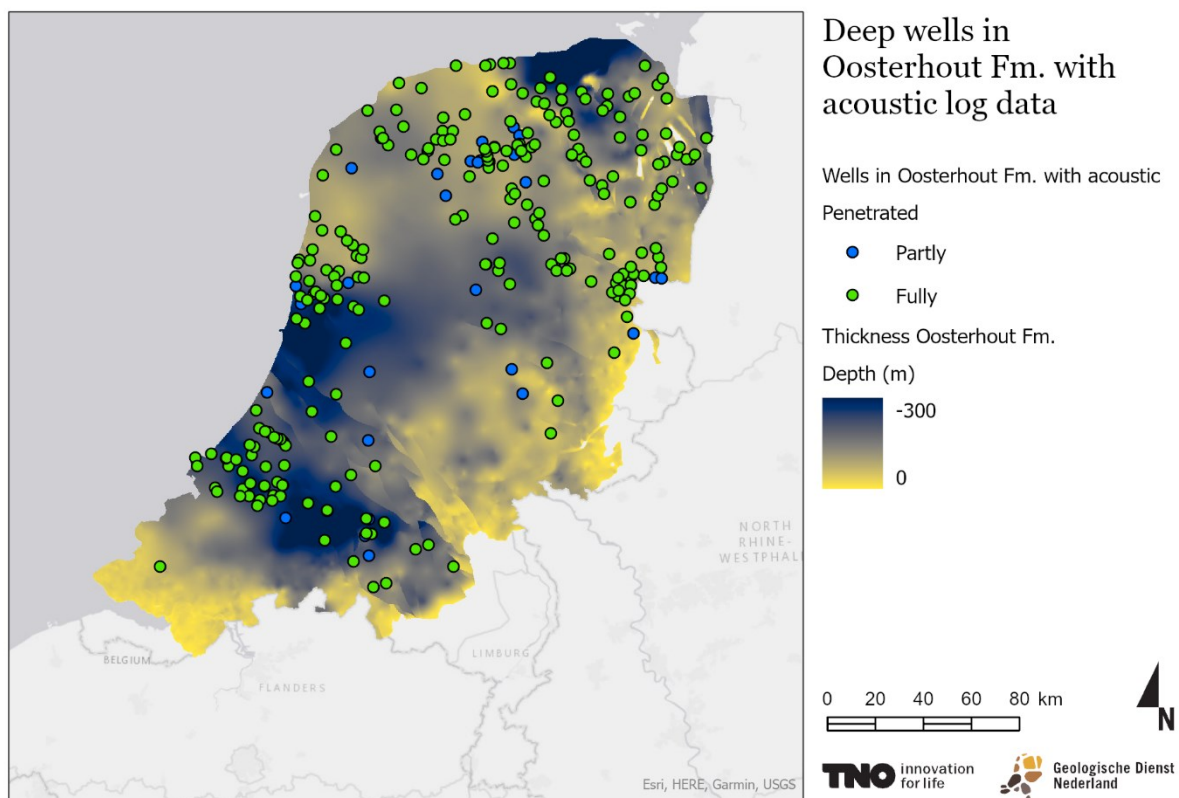 Deep wells in
Oosterhout Fm. with
acoustic log data
Wells in Oosterhout Fm. with acoustic
Penetrated
Partly
Fully
Thickness Oosterhout Fm.
Depth (m)
-300
0
NORTH
RHINE-
WESTPHAL
BELGIUM
LIMBURG
FLANDERS
0 20 40 60 80 km
N
TNO innovation
for life
Geologische Dienst
Nederland
Esri, HERE, Garmin, USGS